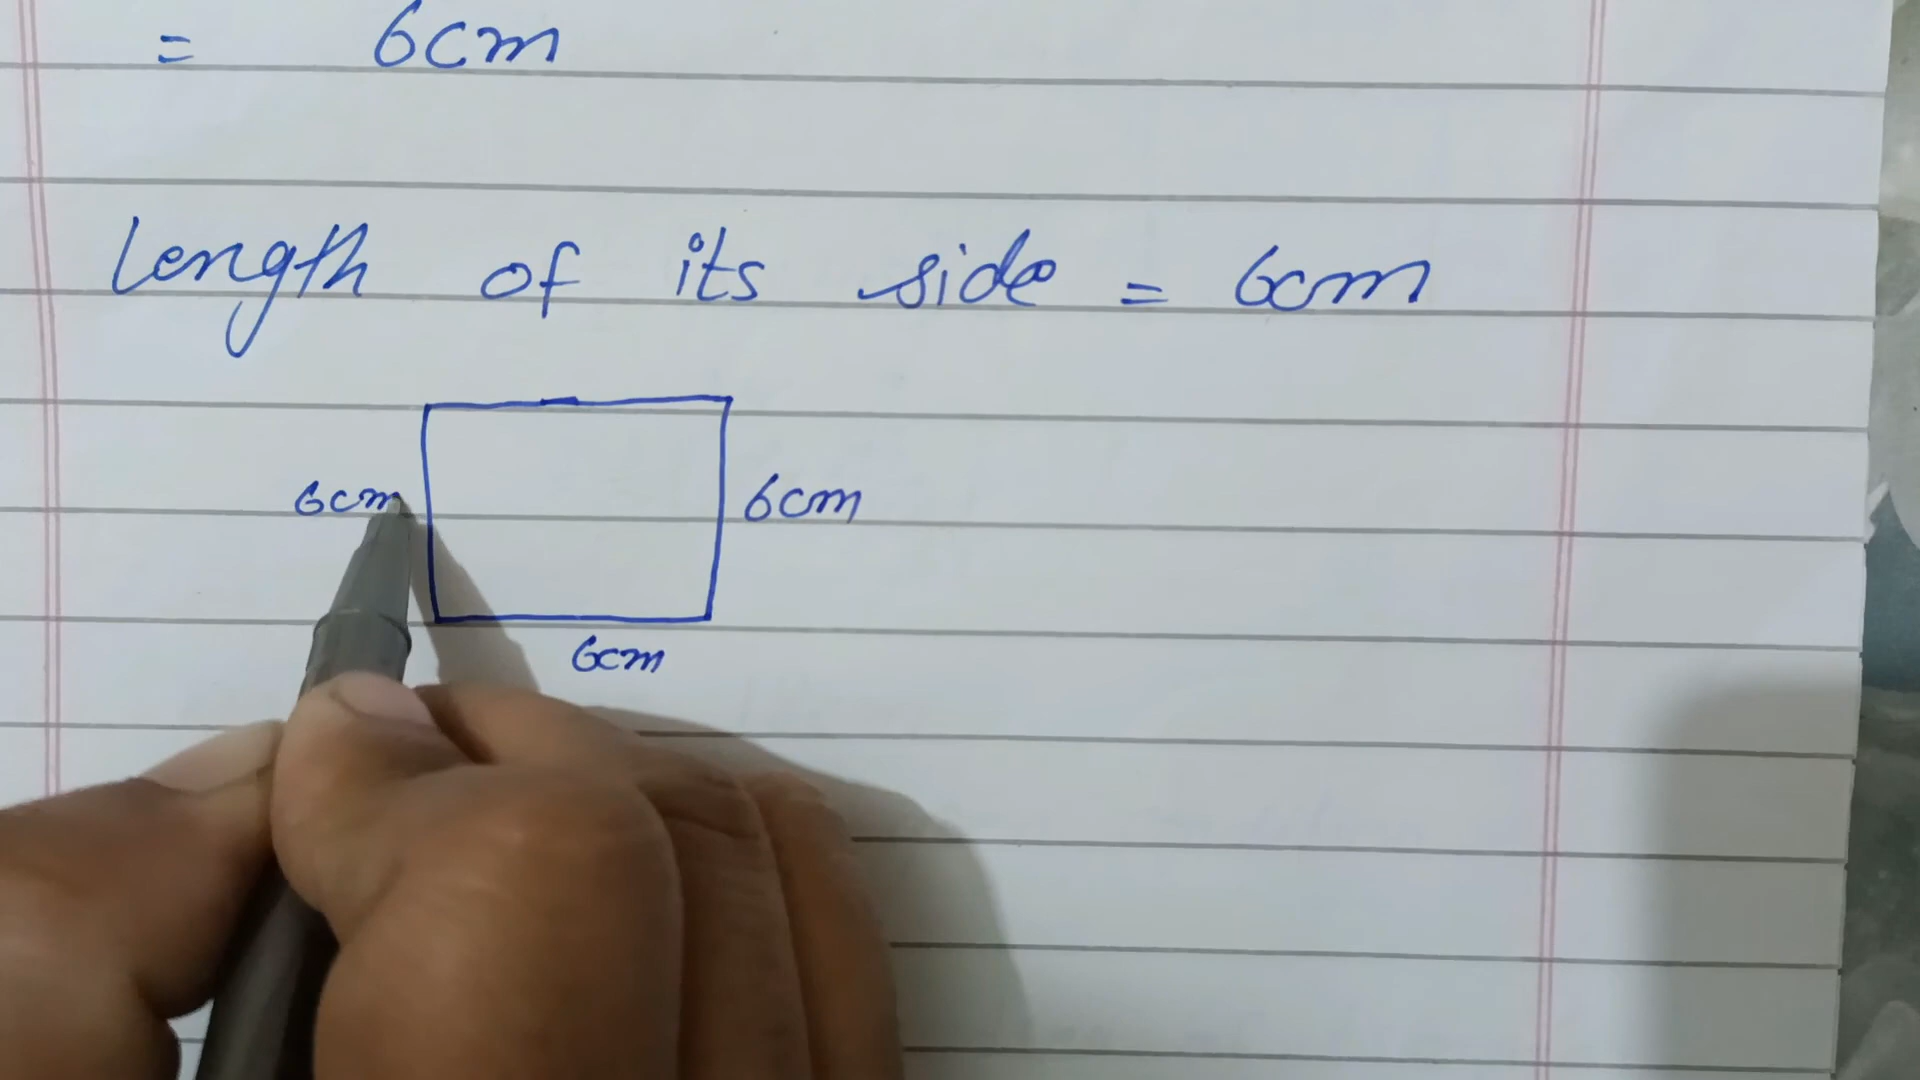 = 6cm
Length of its side = 6cm
6cm 6cm
6cm